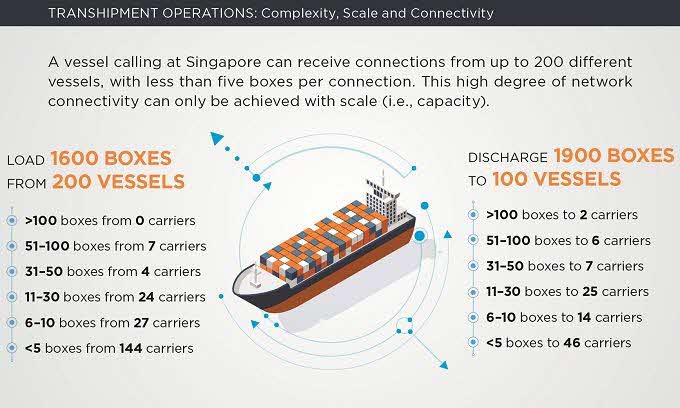 TRANSHIPMENT OPERATIONS: Complexity, Scale and Connectivity
A vessel calling at Singapore can receive connections from up to 200 different
vessels, with less than five boxes per connection. This high degree of network
connectivity can only be achieved with scale (i.e., capacity).
LOAD 1600 BOXES
FROM 200 VESSELS
>100 boxes from 0 carriers
51–100 boxes from 7 carriers
31–50 boxes from 4 carriers
11–30 boxes from 24 carriers
6–10 boxes from 27 carriers
<5 boxes from 144 carriers
DISCHARGE 1900 BOXES
TO 100 VESSELS
>100 boxes to 2 carriers
51–100 boxes to 6 carriers
31–50 boxes to 7 carriers
11–30 boxes to 25 carriers
6–10 boxes to 14 carriers
<5 boxes to 46 carriers